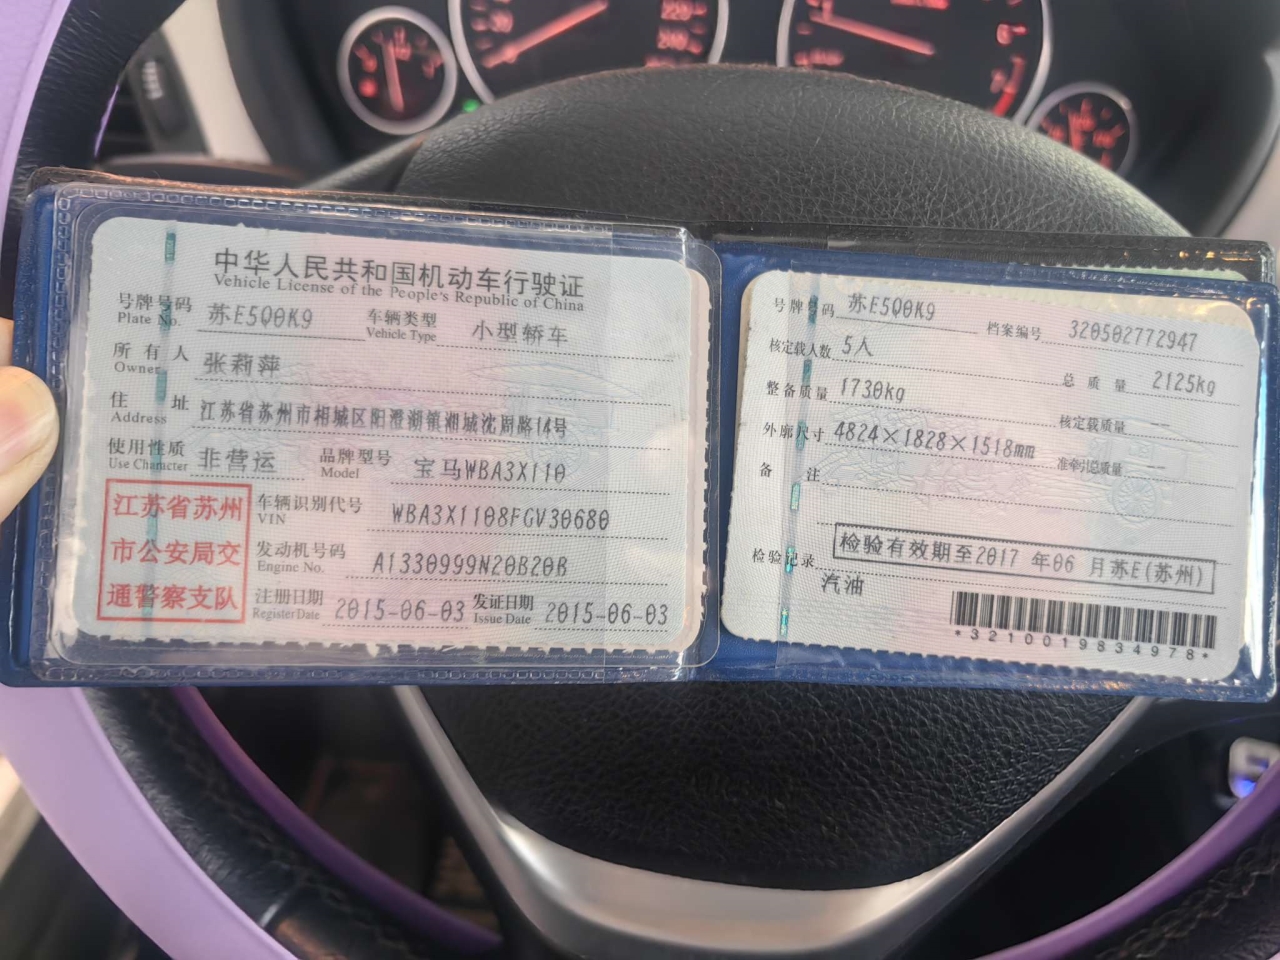 中华人民共和国机动车行驶证
Vehicle License of the People's Republic of China
号牌号码 苏E5Q0K9 车辆类型 小型轿车
Plate No. Vehicle Type
所有人 张莉萍
Owner
住址 江苏省苏州市相城区阳澄湖镇湘城沈周路14号
Address
使用性质 非营运 品牌型号 宝马WBA3X110
Use Character Model
江苏省苏州
市公安局交
通警察支队
车辆识别代号 WBA3X1108FGV30680
VIN
发动机号码 A1330999N20B20B
Engine No.
注册日期 2015-06-03 发证日期 2015-06-03
Register Date Issue Date
号牌号码 苏E5Q0K9 档案编号 320502772947
核定载人数 5人 总质量 2125kg
整备质量 1730kg 核定载质量 --
外廓尺寸 4824×1828×1518mm 准牵引总质量 --
备注
检验记录 检验有效期至2017年06月苏E(苏州)
汽油
*3210019834978*
220
240